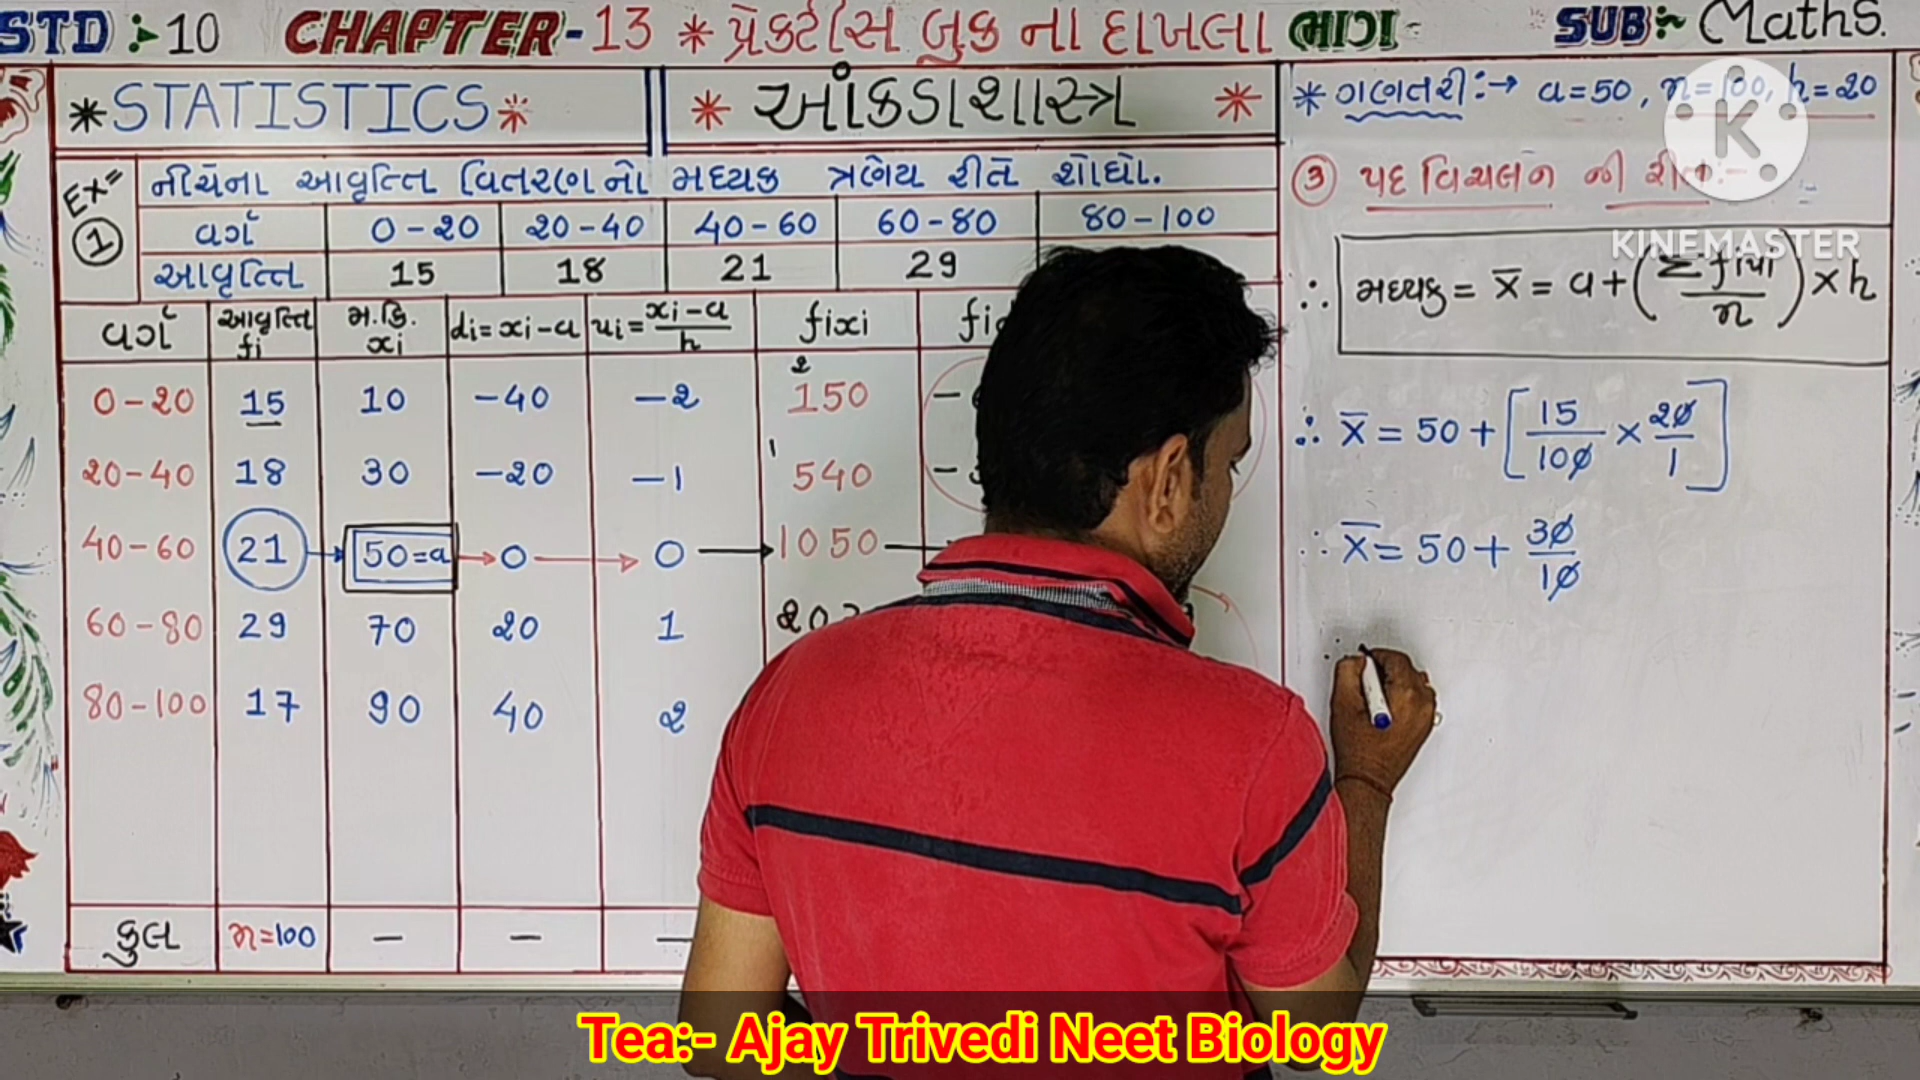 STD :- 10 CHAPTER-13 * પ્રેક્ટીસ બુક ના દાખલા ભાગ- SUB:- Maths.
* STATISTICS * * આંકડાશાસ્ત્ર *
Ex= 1 નીચેના આવૃત્તિ વિતરણનો મધ્યક ત્રણેય રીતે શોધો.
વર્ગ 0-20 20-40 40-60 60-80 80-100
આવૃત્તિ 15 18 21 29
વર્ગ આવૃત્તિ fi મ.કિ. xi di=xi-a ui=xi-a/h fixi
0-20 15 10 -40 -2 150
20-40 18 30 -20 -1 540
40-60 21 → 50=a → 0 → 0 → 1050
60-80 29 70 20 1
80-100 17 90 40 2
કુલ n=100 - - -
* ગણતરી:→ a=50, n=100, h=20
3 પદ વિચલન ની રીત:-
∴ મધ્યક = x̄ = a+(Σfiui/n)×h
∴ x̄ = 50+[15/100 × 20/1]
∴ x̄ = 50+ 30/10
KINEMASTER
Tea:- Ajay Trivedi Neet Biology